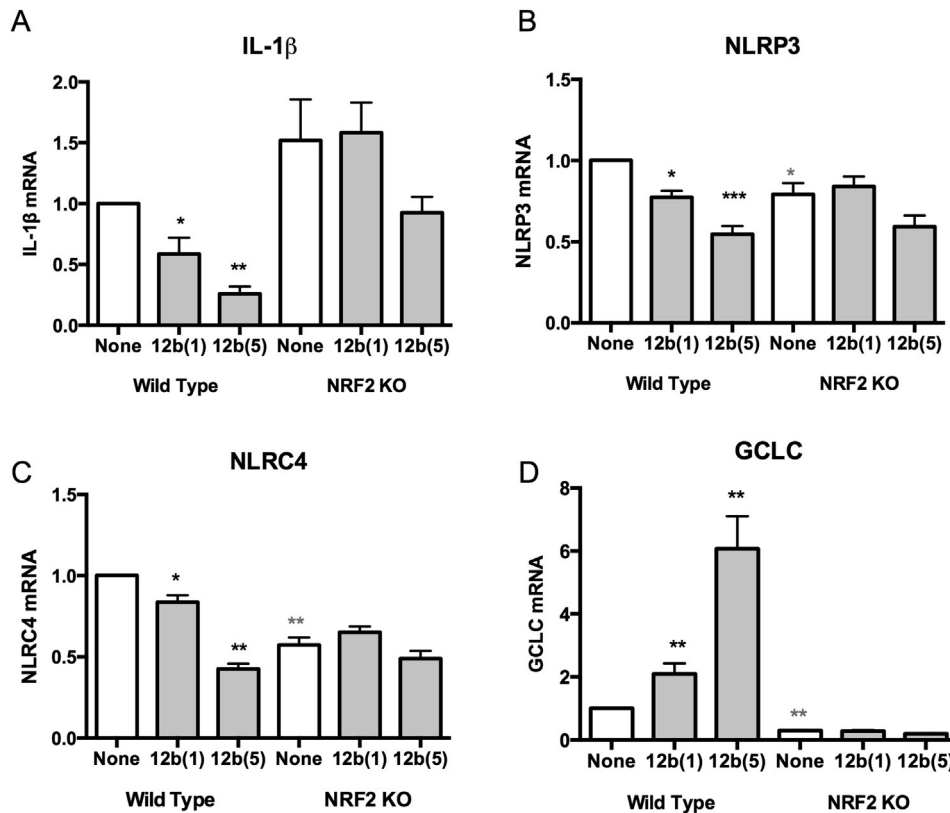 A
IL-1β
IL-1β mRNA
2.0
1.5
1.0
0.5
0.0
*
**
None 12b(1) 12b(5) None 12b(1) 12b(5)
Wild Type NRF2 KO
B
NLRP3
NLRP3 mRNA
1.5
1.0
0.5
0.0
*
***
*
None 12b(1) 12b(5) None 12b(1) 12b(5)
Wild Type NRF2 KO
C
NLRC4
NLRC4 mRNA
1.5
1.0
0.5
0.0
*
**
**
None 12b(1) 12b(5) None 12b(1) 12b(5)
Wild Type NRF2 KO
D
GCLC
GCLC mRNA
8
6
4
2
0
**
**
**
None 12b(1) 12b(5) None 12b(1) 12b(5)
Wild Type NRF2 KO